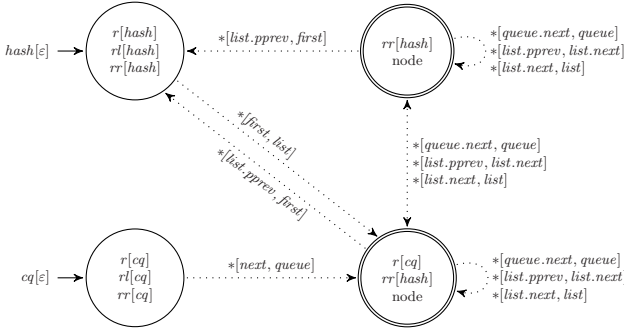 hash[ε]
r[hash]
rl[hash]
rr[hash]
*[list.pprev, first]
rr[hash]
node
*[queue.next, queue]
*[list.pprev, list.next]
*[list.next, list]
*[first, list]
*[list.pprev, first]
*[queue.next, queue]
*[list.pprev, list.next]
*[list.next, list]
cq[ε]
r[cq]
rl[cq]
rr[cq]
*[next, queue]
r[cq]
rr[hash]
node
*[queue.next, queue]
*[list.pprev, list.next]
*[list.next, list]